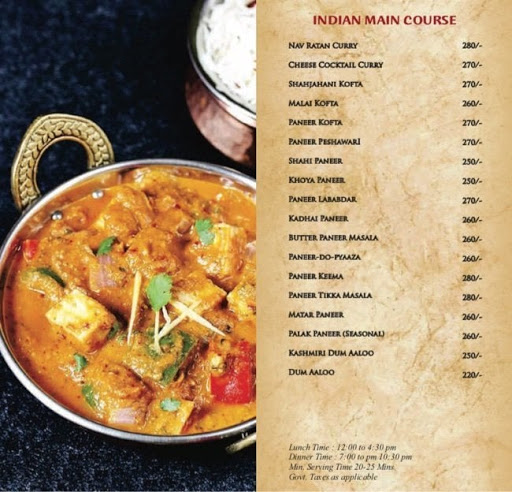 INDIAN MAIN COURSE
NAV RATAN CURRY 280/-
CHEESE COCKTAIL CURRY 270/-
SHAHJAHANI KOFTA 270/-
MALAI KOFTA 260/-
PANEER KOFTA 270/-
PANEER PESHAWARI 270/-
SHAHI PANEER 250/-
KHOYA PANEER 250/-
PANEER LABABDAR 270/-
KADHAI PANEER 260/-
BUTTER PANEER MASALA 260/-
PANEER-DO-PYAAZA 260/-
PANEER KEEMA 280/-
PANEER TIKKA MASALA 280/-
MATAR PANEER 260/-
PALAK PANEER (SEASONAL) 260/-
KASHMIRI DUM AALOO 250/-
DUM AALOO 220/-
Lunch Time : 12:00 to 4:30 pm
Dinner Time : 7:00 to pm 10:30 pm
Min. Serving Time 20-25 Mins.
Govt. Taxes as applicable